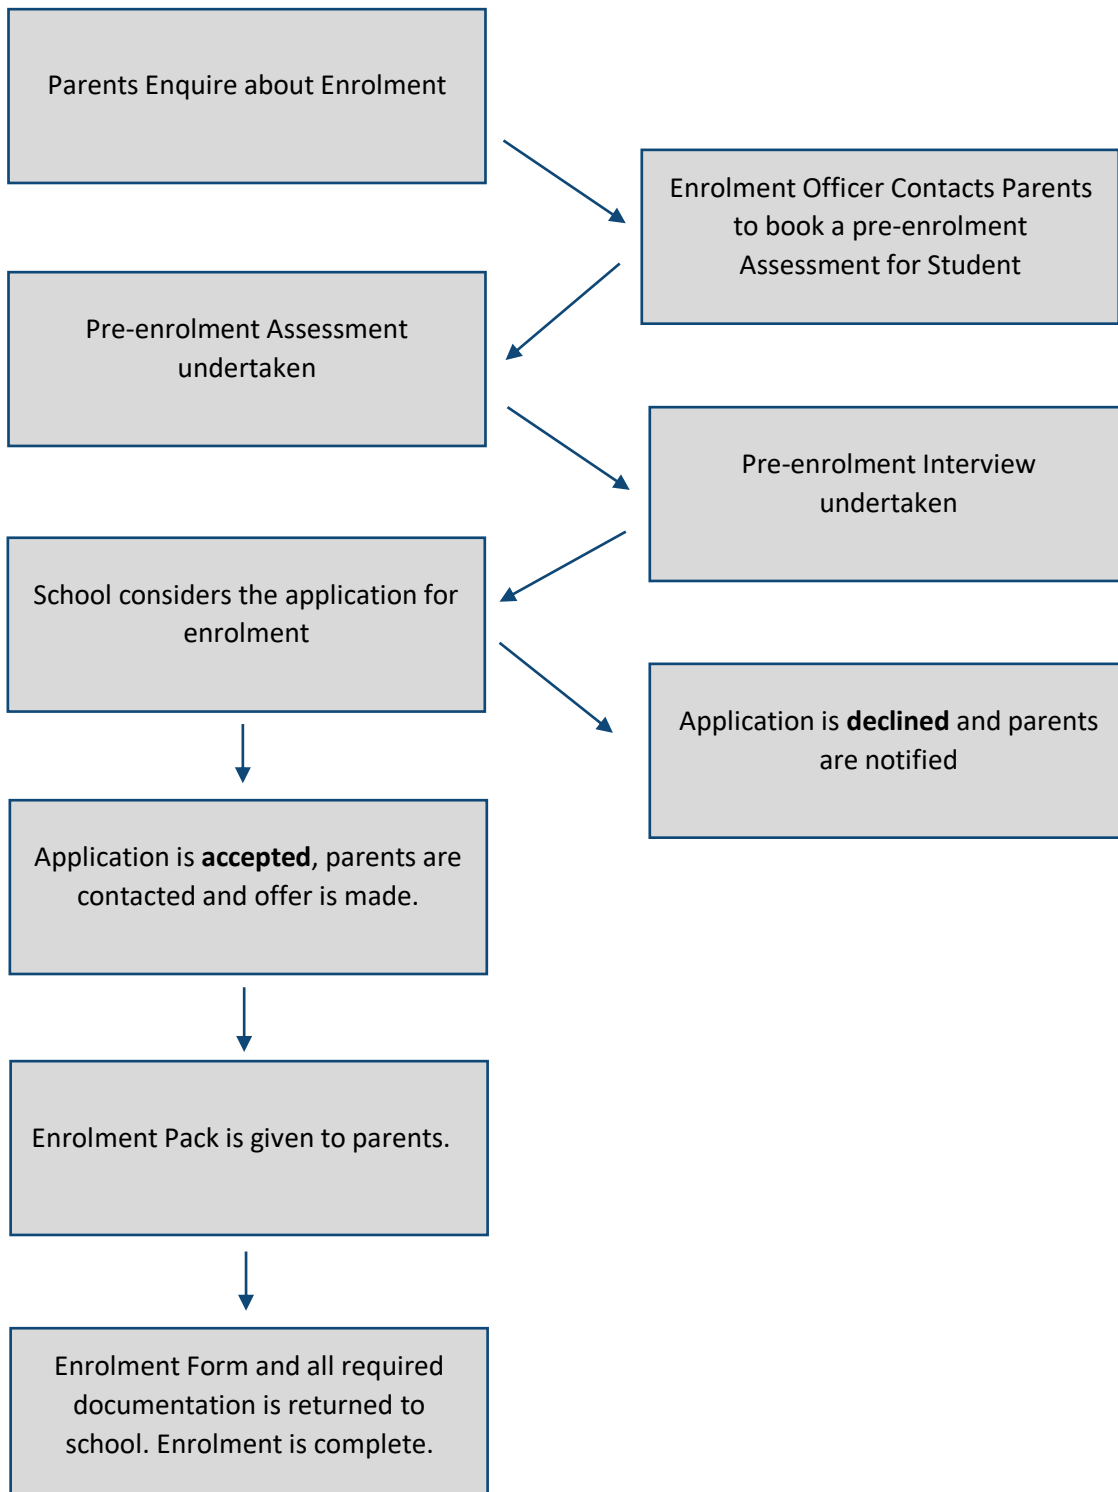 Parents Enquire about Enrolment
Enrolment Officer Contacts Parents
to book a pre-enrolment
Assessment for Student
Pre-enrolment Assessment
undertaken
Pre-enrolment Interview
undertaken
School considers the application for
enrolment
Application is declined and parents
are notified
Application is accepted, parents are
contacted and offer is made.
Enrolment Pack is given to parents.
Enrolment Form and all required
documentation is returned to
school. Enrolment is complete.